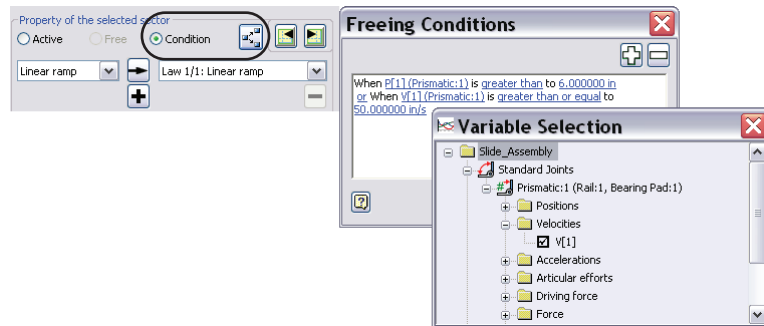 Property of the selected sector
Active
Free
Condition
Linear ramp
Law 1/1: Linear ramp
Freeing Conditions
When P[1] (Prismatic:1) is greater than to 6.000000 in
or When V[1] (Prismatic:1) is greater than or equal to
50.000000 in/s
Variable Selection
Slide_Assembly
Standard Joints
Prismatic:1 (Rail:1, Bearing Pad:1)
Positions
Velocities
V[1]
Accelerations
Articular efforts
Driving force
Force